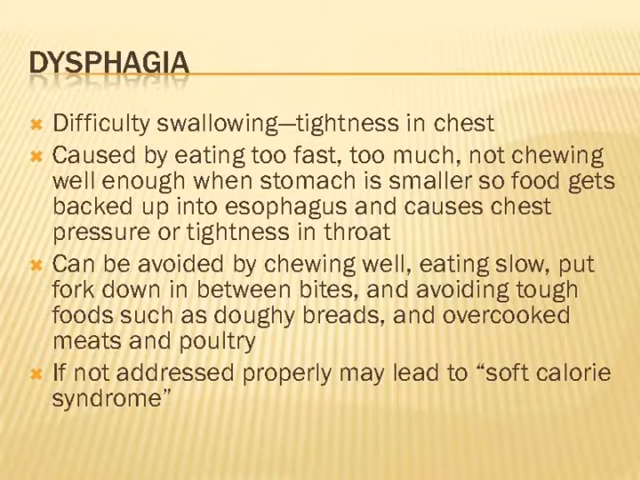 DYSPHAGIA
Difficulty swallowing—tightness in chest
Caused by eating too fast, too much, not chewing
well enough when stomach is smaller so food gets
backed up into esophagus and causes chest
pressure or tightness in throat
Can be avoided by chewing well, eating slow, put
fork down in between bites, and avoiding tough
foods such as doughy breads, and overcooked
meats and poultry
If not addressed properly may lead to “soft calorie
syndrome”